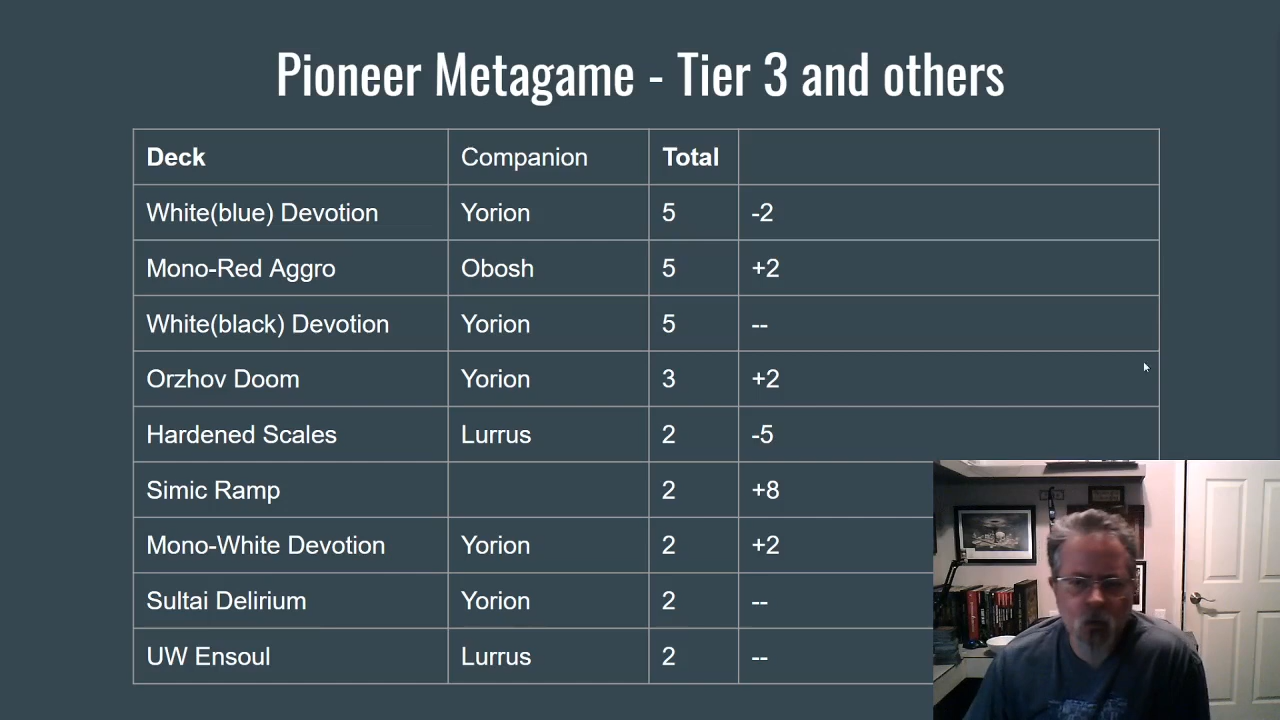 Pioneer Metagame - Tier 3 and others
Deck Companion Total
White(blue) Devotion Yorion 5 -2
Mono-Red Aggro Obosh 5 +2
White(black) Devotion Yorion 5 --
Orzhov Doom Yorion 3 +2
Hardened Scales Lurrus 2 -5
Simic Ramp 2 +8
Mono-White Devotion Yorion 2 +2
Sultai Delirium Yorion 2 --
UW Ensoul Lurrus 2 --